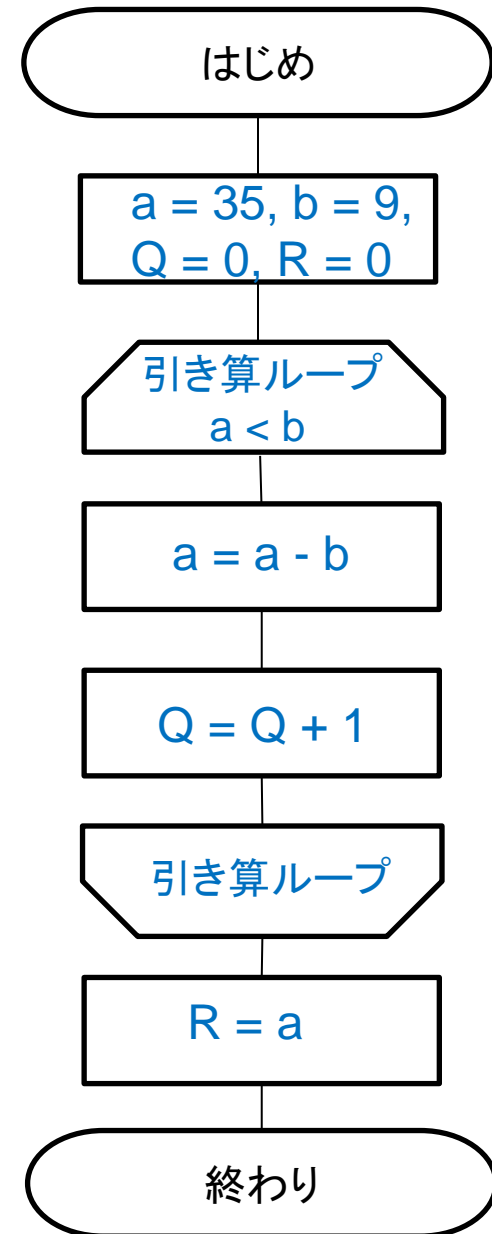 はじめ
a = 35, b = 9,
Q = 0, R = 0
引き算ループ
a < b
a = a - b
Q = Q + 1
引き算ループ
R = a
終わり